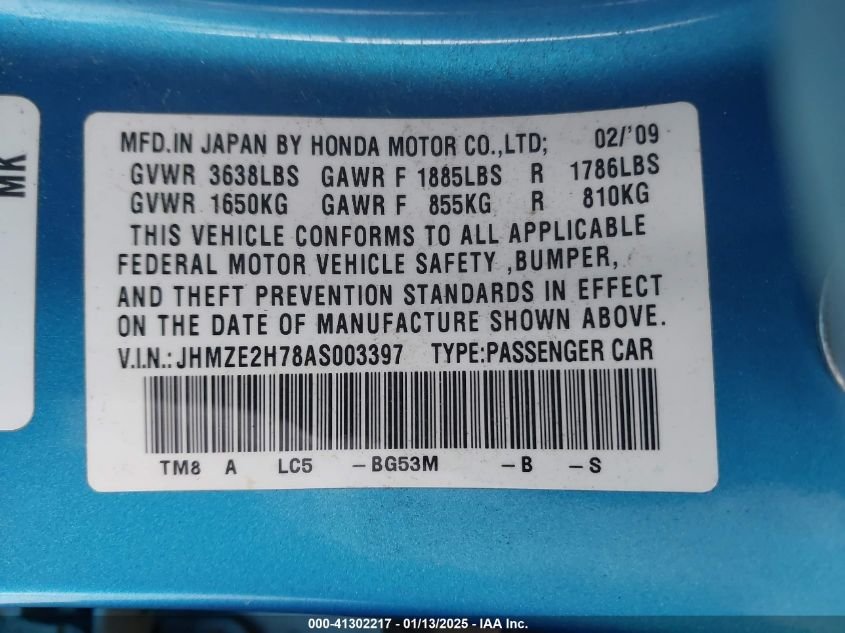 MK
MFD.IN JAPAN BY HONDA MOTOR CO.,LTD; 02/'09
GVWR 3638LBS GAWR F 1885LBS R 1786LBS
GVWR 1650KG GAWR F 855KG R 810KG
THIS VEHICLE CONFORMS TO ALL APPLICABLE
FEDERAL MOTOR VEHICLE SAFETY ,BUMPER,
AND THEFT PREVENTION STANDARDS IN EFFECT
ON THE DATE OF MANUFACTURE SHOWN ABOVE.
V.I.N.:JHMZE2H78AS003397 TYPE:PASSENGER CAR
TM8 A LC5 -BG53M -B -S
000-41302217 - 01/13/2025 - IAA Inc.